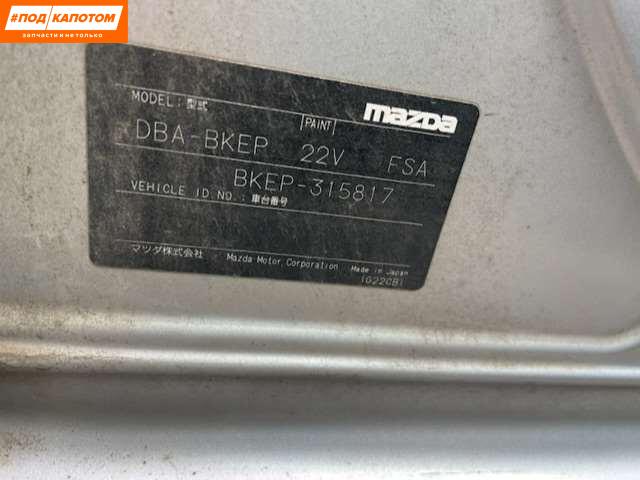 #ПОД КАПОТОМ
запчасти и не только
mazda
MODEL: 型式 PAINT
DBA-BKEP 22V FSA
BKEP-315817
VEHICLE ID.NO.: 車台番号
マツダ株式会社 Mazda Motor Corporation Made in Japan